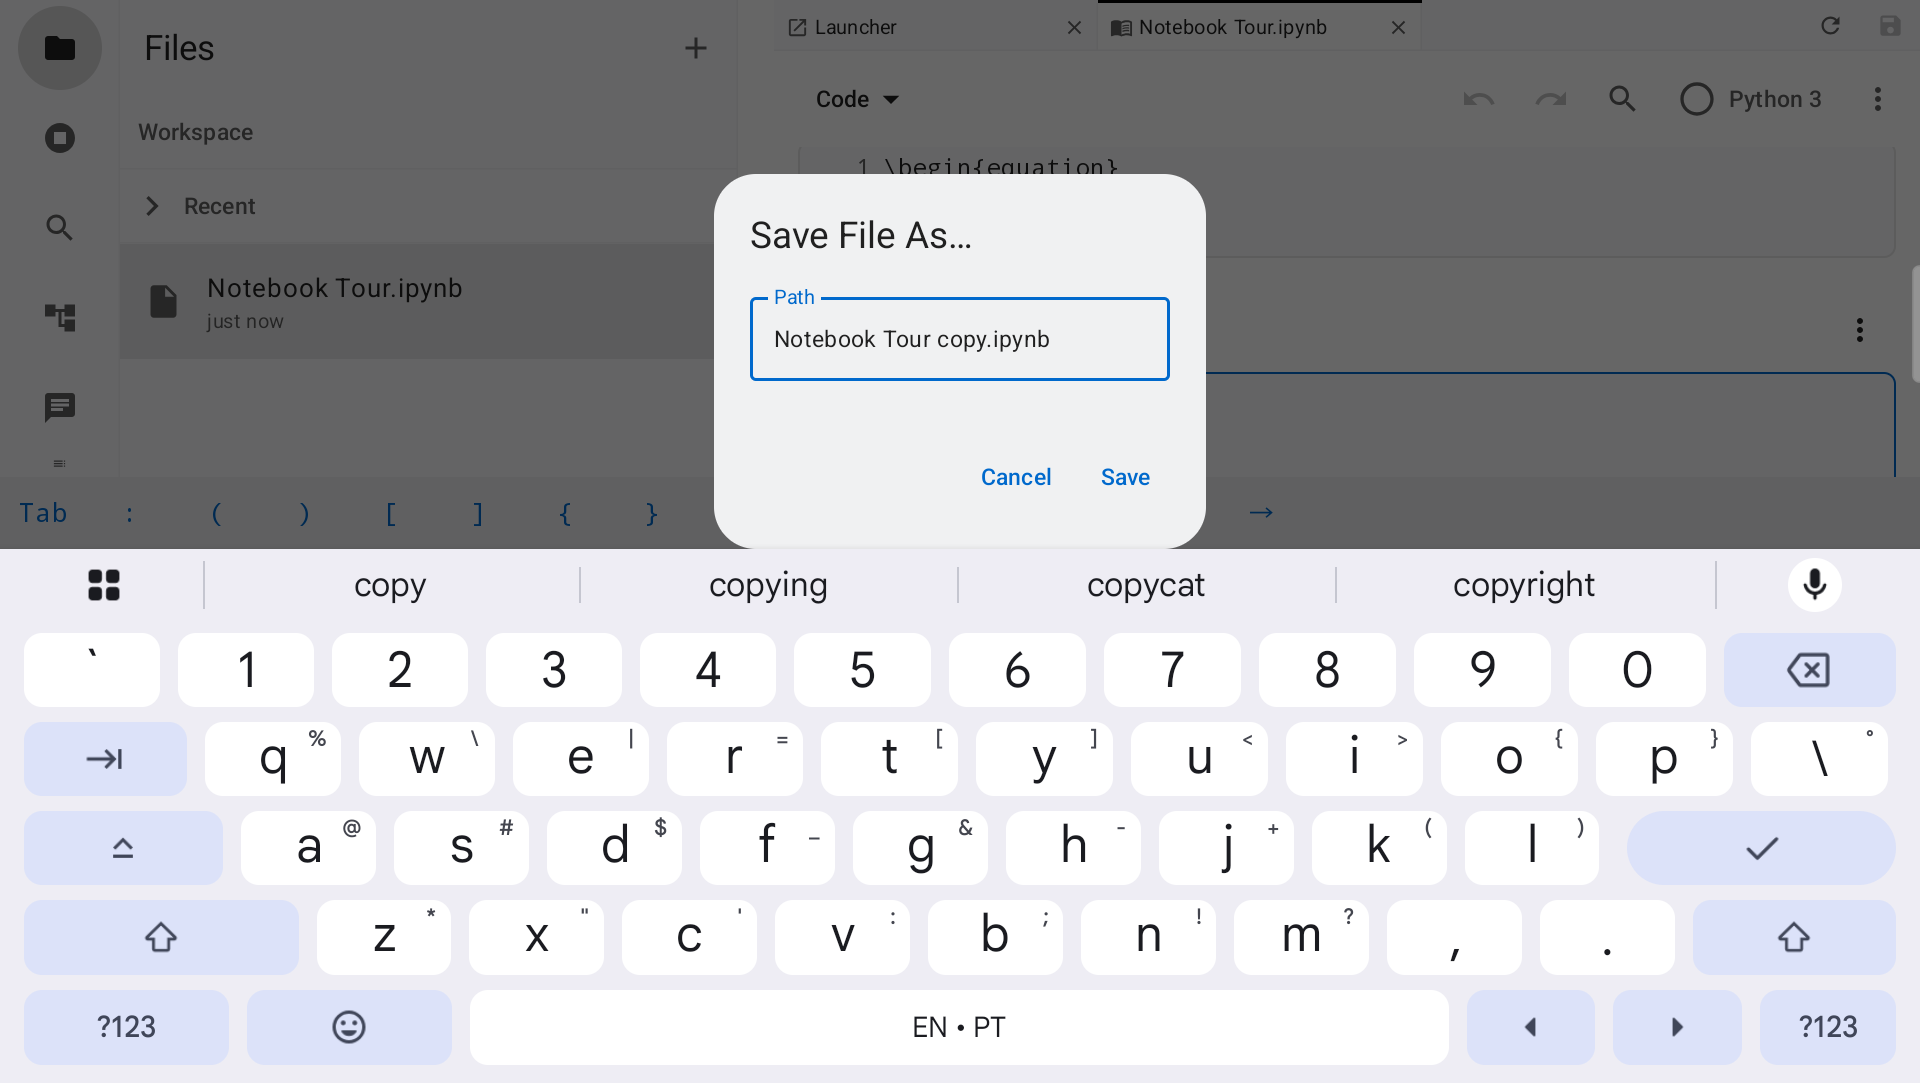 Files
Workspace
Recent
Notebook Tour.ipynb
just now
Launcher
Notebook Tour.ipynb
Code
Python 3
1 \begin{equation}
Save File As…
Path
Notebook Tour copy.ipynb
Cancel Save
Tab : ( ) [ ] { } →
copy copying copycat copyright
` 1 2 3 4 5 6 7 8 9 0
q % w \ e | r = t [ y ] u < i > o { p } \ °
a @ s # d $ f _ g & h - j + k ( l )
z * x " c ' v : b ; n ! m ? , .
?123 EN • PT ?123